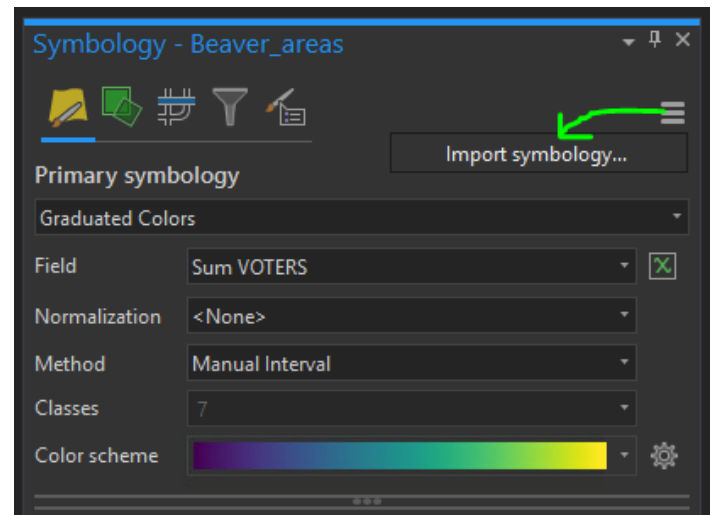 Symbology - Beaver_areas
Import symbology...
Primary symbology
Graduated Colors
Field Sum VOTERS
Normalization <None>
Method Manual Interval
Classes 7
Color scheme